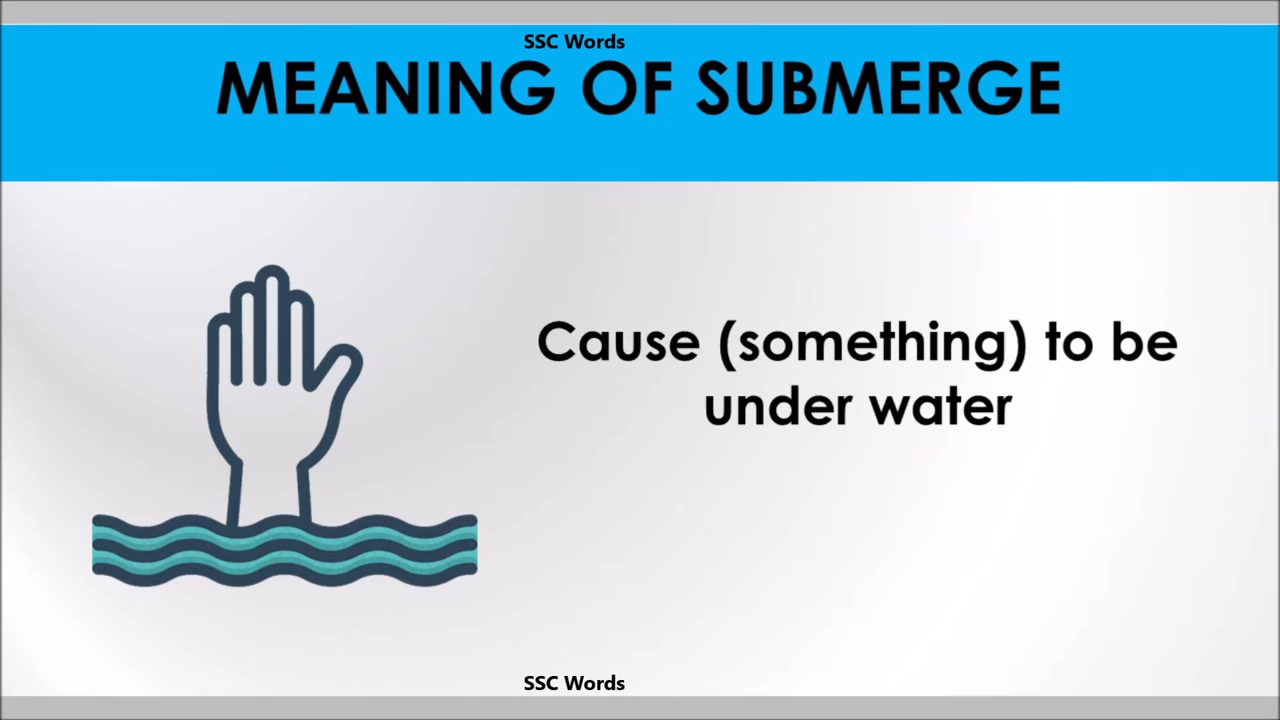 SSC Words
MEANING OF SUBMERGE
Cause (something) to be
under water
SSC Words